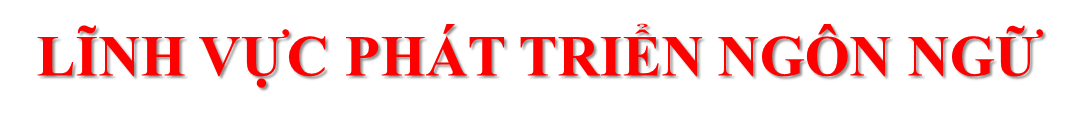 LĨNH VỰC PHÁT TRIỂN NGÔN NGỮ